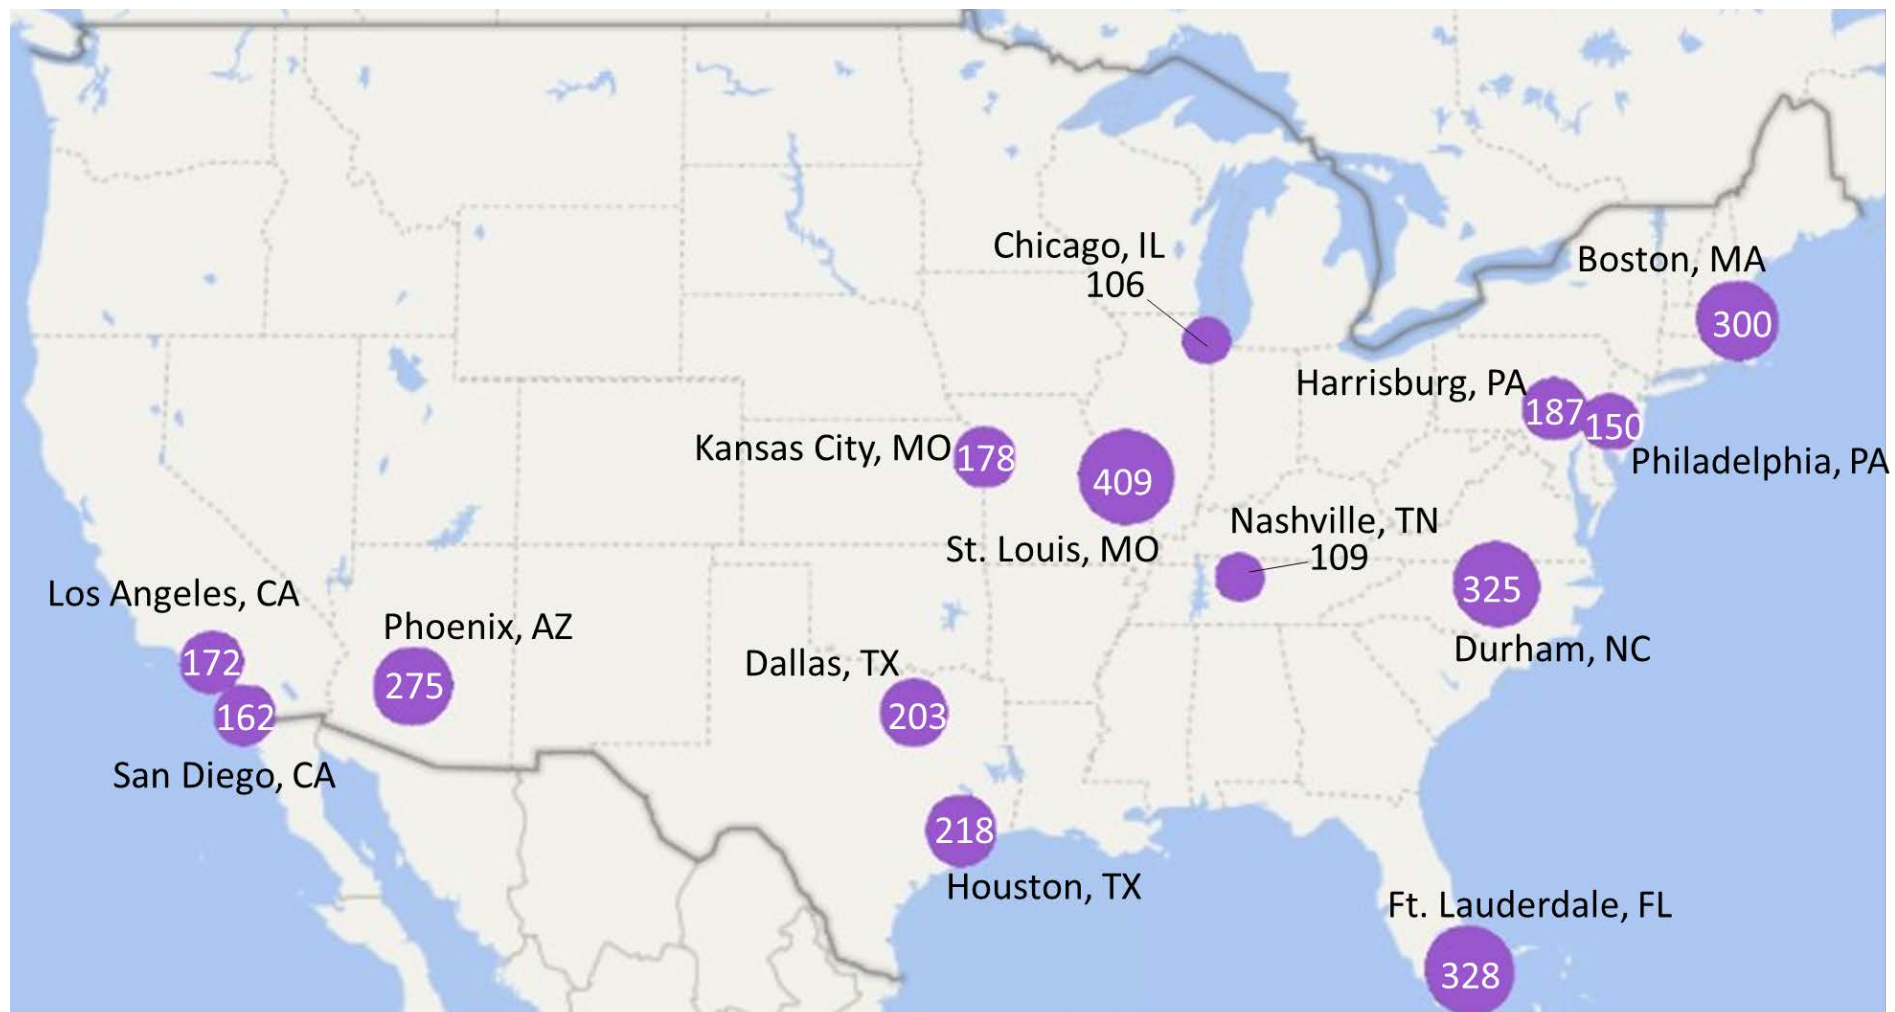 Chicago, IL
106
Boston, MA
300
Harrisburg, PA
187
150
Philadelphia, PA
Kansas City, MO
178
409
St. Louis, MO
Nashville, TN
109
325
Durham, NC
Los Angeles, CA
172
162
San Diego, CA
Phoenix, AZ
275
Dallas, TX
203
218
Houston, TX
Ft. Lauderdale, FL
328